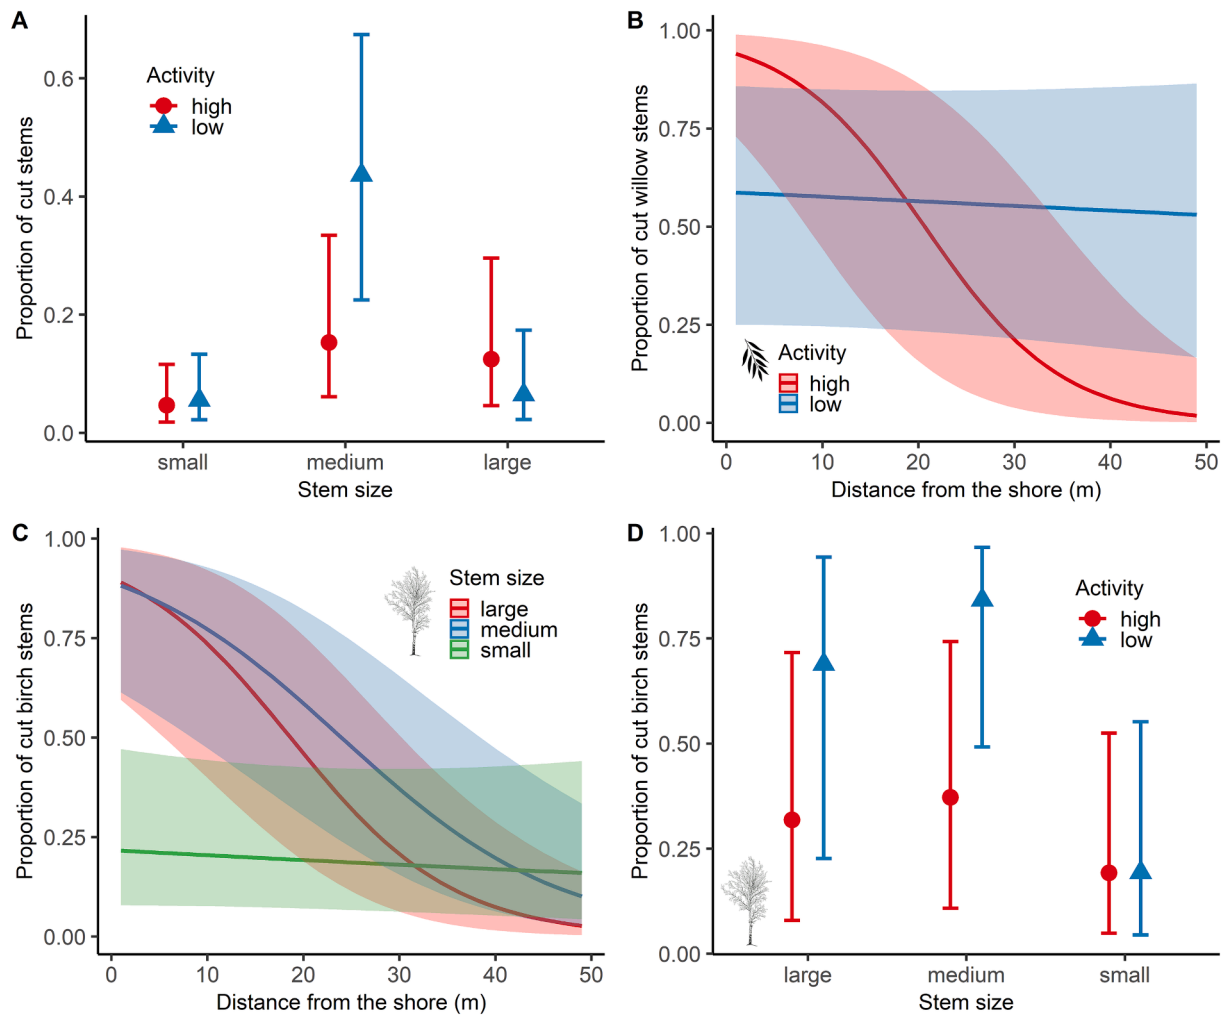 A
Proportion of cut stems
0.6
0.4
0.2
0.0
Activity
high
low
small medium large
Stem size
B
Proportion of cut willow stems
1.00
0.75
0.50
0.25
0.00
Activity
high
low
0 10 20 30 40 50
Distance from the shore (m)
C
Proportion of cut birch stems
1.00
0.75
0.50
0.25
0.00
Stem size
large
medium
small
0 10 20 30 40 50
Distance from the shore (m)
D
Proportion of cut birch stems
1.00
0.75
0.50
0.25
0.00
Activity
high
low
large medium small
Stem size